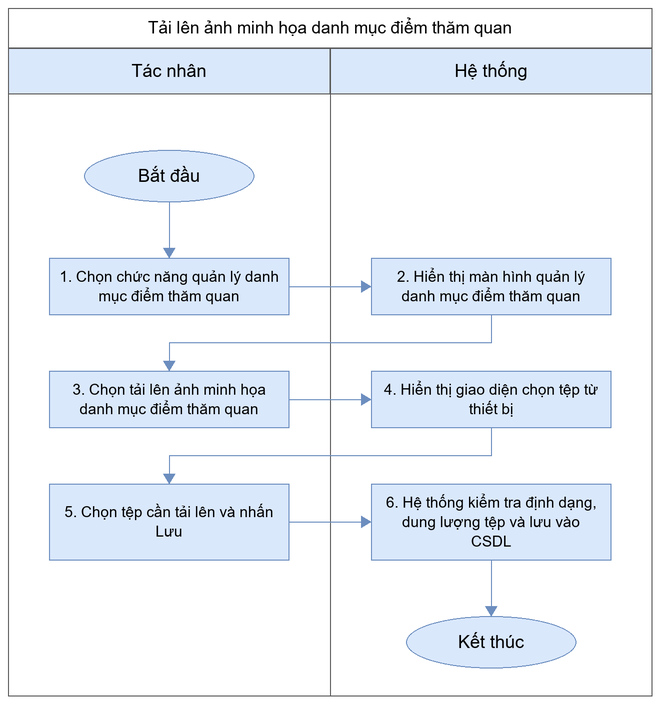 Tải lên ảnh minh họa danh mục điểm thăm quan
Tác nhân
Hệ thống
Bắt đầu
1. Chọn chức năng quản lý danh
mục điểm thăm quan
2. Hiển thị màn hình quản lý
danh mục điểm thăm quan
3. Chọn tải lên ảnh minh họa
danh mục điểm thăm quan
4. Hiển thị giao diện chọn tệp từ
thiết bị
5. Chọn tệp cần tải lên và nhấn
Lưu
6. Hệ thống kiểm tra định dạng,
dung lượng tệp và lưu vào
CSDL
Kết thúc